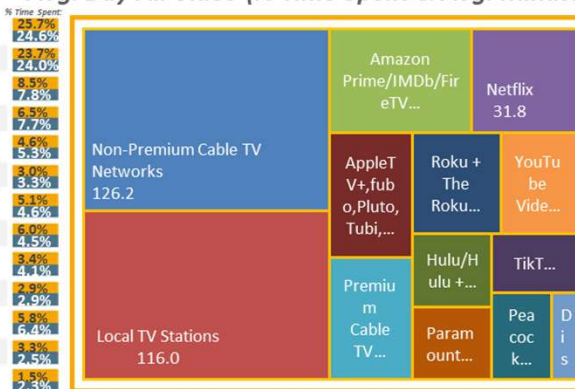 % Time Spent:
25.7%
24.6%
23.7%
24.0%
8.5%
7.8%
6.5%
7.7%
4.6%
5.3%
3.0%
3.3%
5.1%
4.6%
6.0%
4.5%
3.4%
4.1%
2.9%
2.9%
5.8%
6.4%
3.3%
2.5%
1.5%
2.3%
Non-Premium Cable TV
Networks
126.2
Local TV Stations
116.0
Amazon
Prime/IMDb/Fir
eTV...
Netflix
31.8
AppleT
V+,fub
o,Pluto,
Tubi,...
Roku +
The
Roku...
YouTu
be
Vide...
Premiu
m
Cable
TV...
Hulu/H
ulu +...
TikT...
Param
ount...
Pea
coc
k...
D
i
s